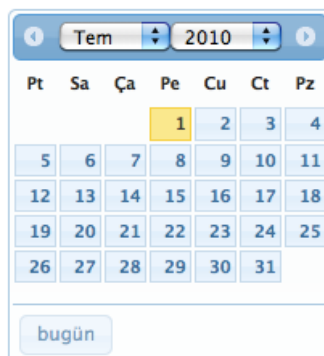 Tem 2010
Pt Sa Ça Pe Cu Ct Pz
1 2 3 4
5 6 7 8 9 10 11
12 13 14 15 16 17 18
19 20 21 22 23 24 25
26 27 28 29 30 31
bugün